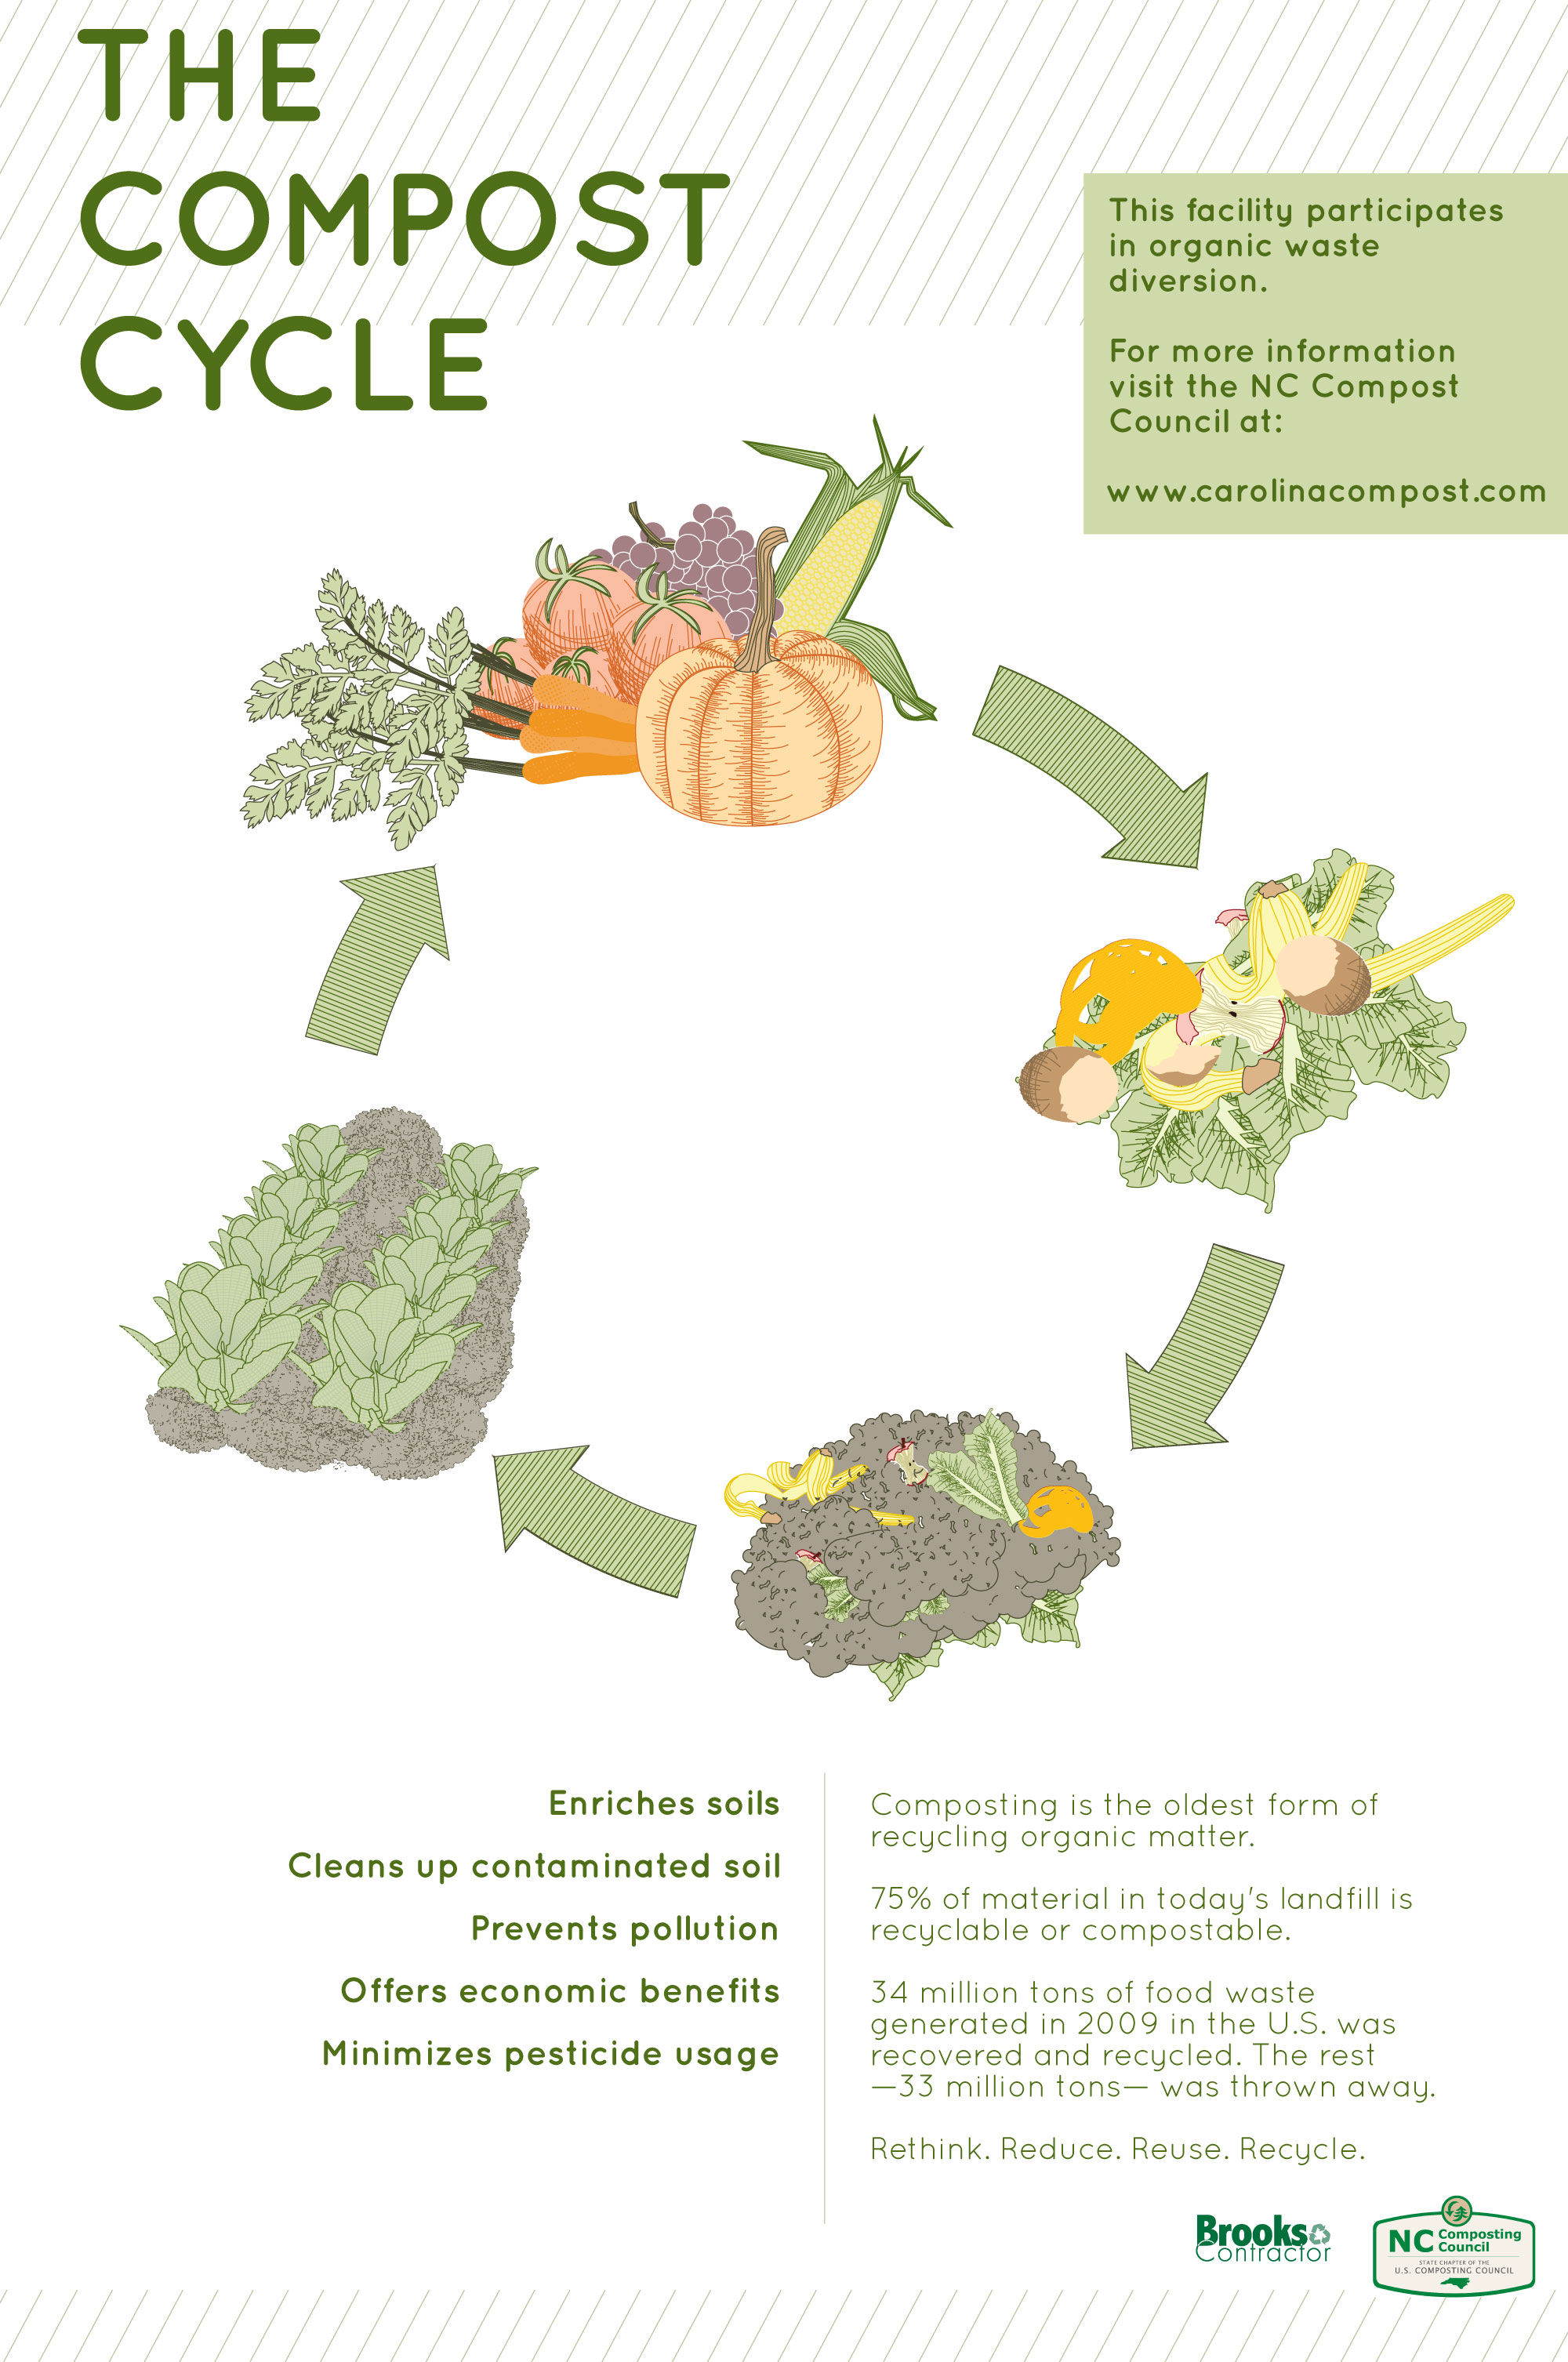 THE
COMPOST
CYCLE
This facility participates
in organic waste
diversion.
For more information
visit the NC Compost
Council at:
www.carolinacompost.com
Enriches soils
Cleans up contaminated soil
Prevents pollution
Offers economic benefits
Minimizes pesticide usage
Composting is the oldest form of
recycling organic matter.
75% of material in today's landfill is
recyclable or compostable.
34 million tons of food waste
generated in 2009 in the U.S. was
recovered and recycled. The rest
—33 million tons— was thrown away.
Rethink. Reduce. Reuse. Recycle.
Brooks
Contractor
NC Composting
Council
STATE CHAPTER OF THE
U.S. COMPOSTING COUNCIL